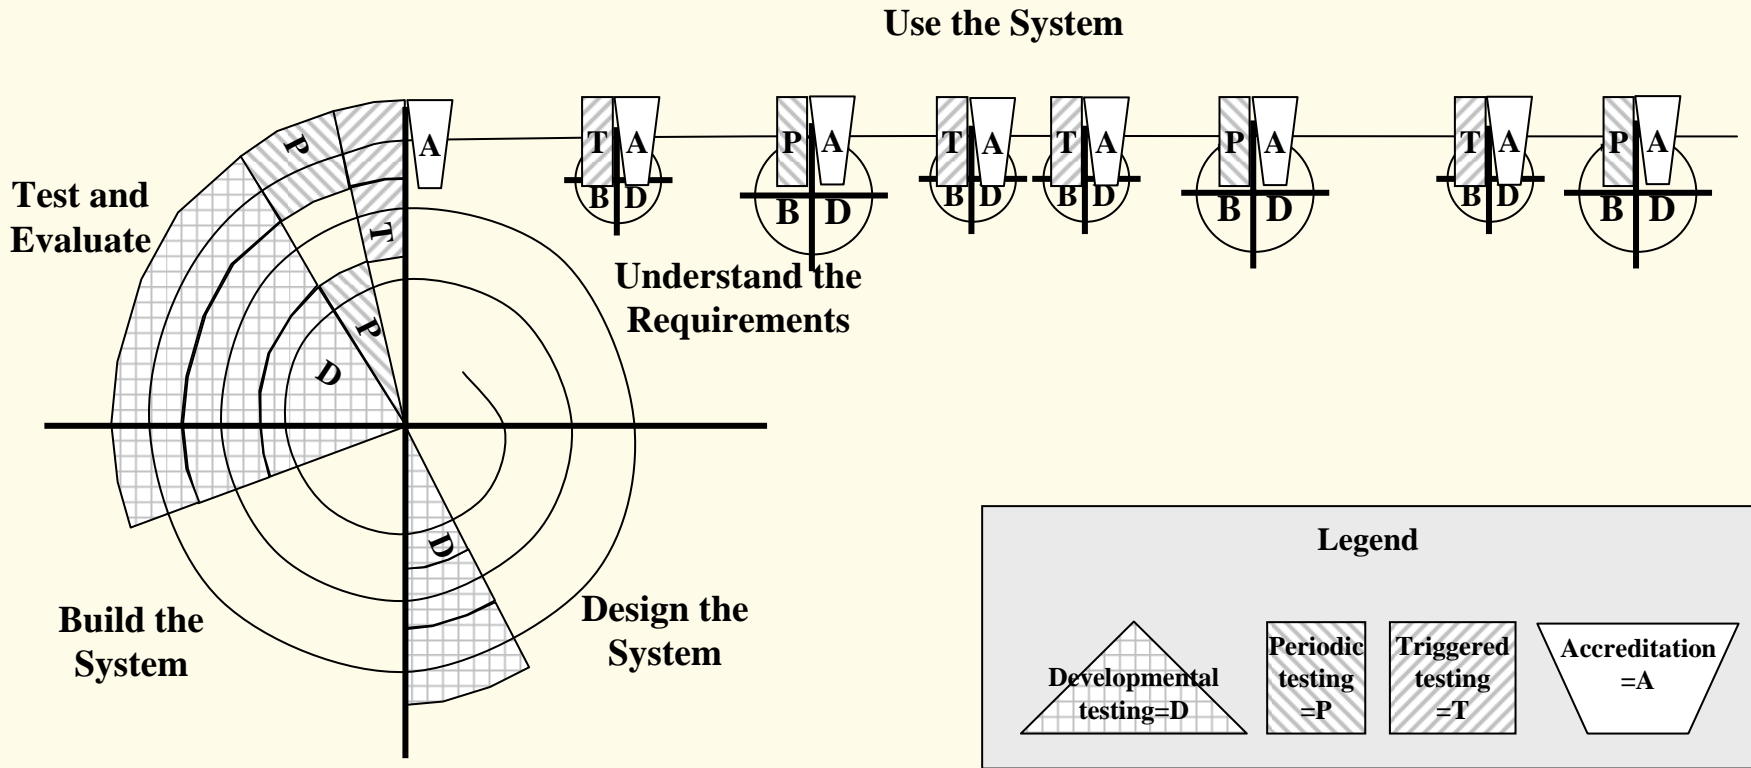 Use the System
A
T A
B D
P A
B D
T A
B D
T A
B D
P A
B D
T A
B D
P A
B D
P
T
P
D
D
Test and
Evaluate
Understand the
Requirements
Build the
System
Design the
System
Legend
Developmental
testing=D
Periodic
testing
=P
Triggered
testing
=T
Accreditation
=A